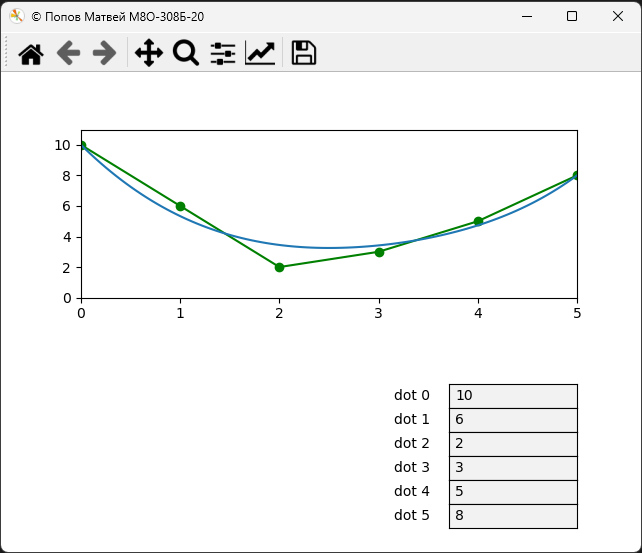 © Попов Матвей М8О-308Б-20
10
8
6
4
2
0
0 1 2 3 4 5
dot 0 10
dot 1 6
dot 2 2
dot 3 3
dot 4 5
dot 5 8